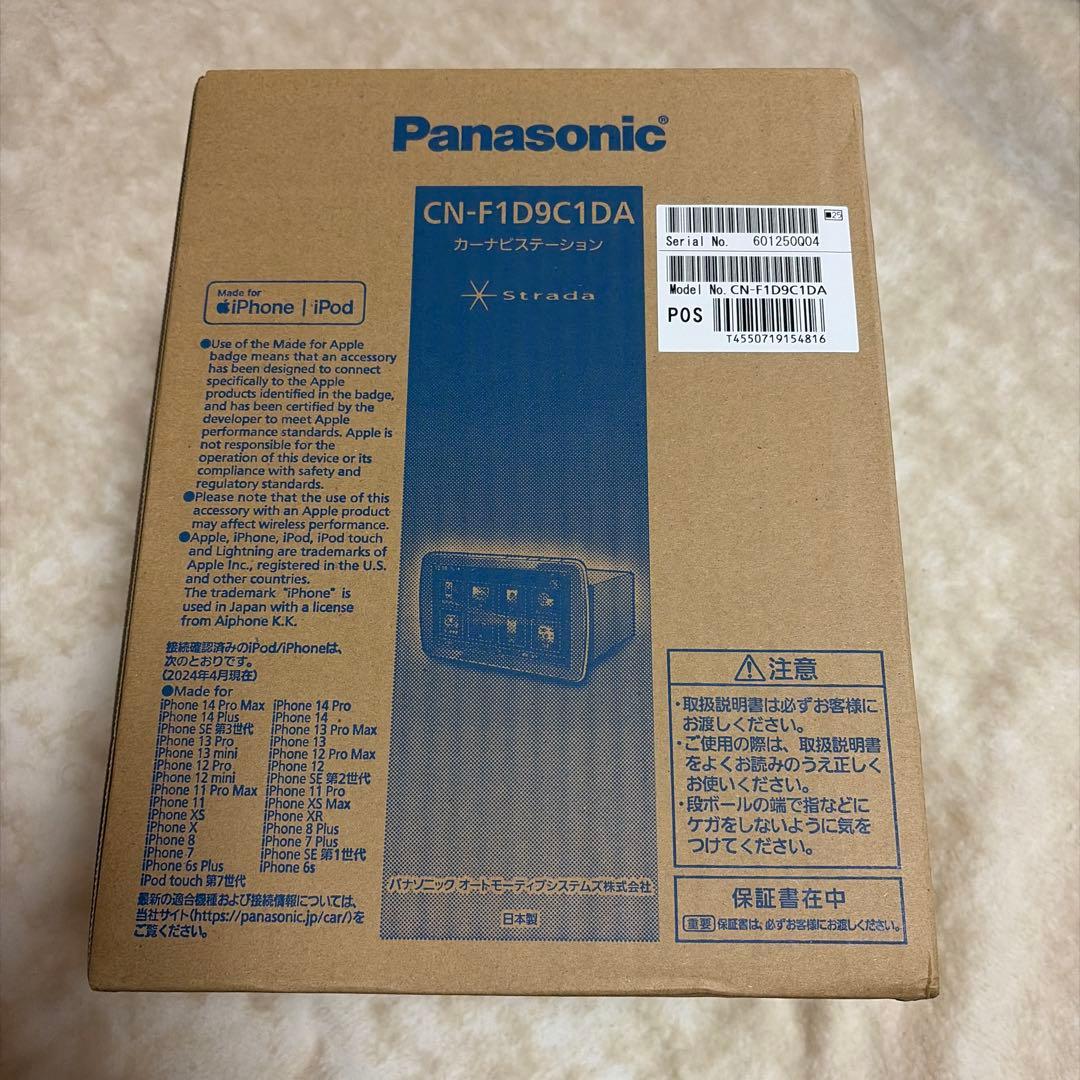 Panasonic®
CN-F1D9C1DA
カーナビステーション
Strada
25
Serial No. 601250004
Model No. CN-F1D9C1DA
POS
T4550719154816
Made for
iPhone | iPod
●Use of the Made for Apple
badge means that an accessory
has been designed to connect
specifically to the Apple
products identified in the badge,
and has been certified by the
developer to meet Apple
performance standards. Apple is
not responsible for the
operation of this device or its
compliance with safety and
regulatory standards.
●Please note that the use of this
accessory with an Apple product
may affect wireless performance.
●Apple, iPhone, iPod, iPod touch
and Lightning are trademarks of
Apple Inc., registered in the U.S.
and other countries.
The trademark "iPhone" is
used in Japan with a license
from Aiphone K.K.
接続確認済みのiPod/iPhoneは、
次のとおりです。
(2024年4月現在)
●Made for
iPhone 14 Pro Max iPhone 14 Pro
iPhone 14 Plus iPhone 14
iPhone SE 第3世代 iPhone 13 Pro Max
iPhone 13 Pro iPhone 13
iPhone 13 mini iPhone 12 Pro Max
iPhone 12 Pro iPhone 12
iPhone 12 mini iPhone SE 第2世代
iPhone 11 Pro Max iPhone 11 Pro
iPhone 11 iPhone XS Max
iPhone XS iPhone XR
iPhone X iPhone 8 Plus
iPhone 8 iPhone 7 Plus
iPhone 7 iPhone SE 第1世代
iPhone 6s Plus iPhone 6s
iPod touch 第7世代
最新の適合機種および接続情報については、
当社サイト(https://panasonic.jp/car/)を
ご覧ください。
パナソニック オートモーティブシステムズ株式会社
日本製
注意
・取扱説明書は必ずお客様に
お渡しください。
・ご使用の際は、取扱説明書
をよくお読みのうえ正しく
お使いください。
・段ボールの端で指などに
ケガをしないように気を
つけてください。
保証書在中
重要 保証書は、必ずお客様にお渡しください。